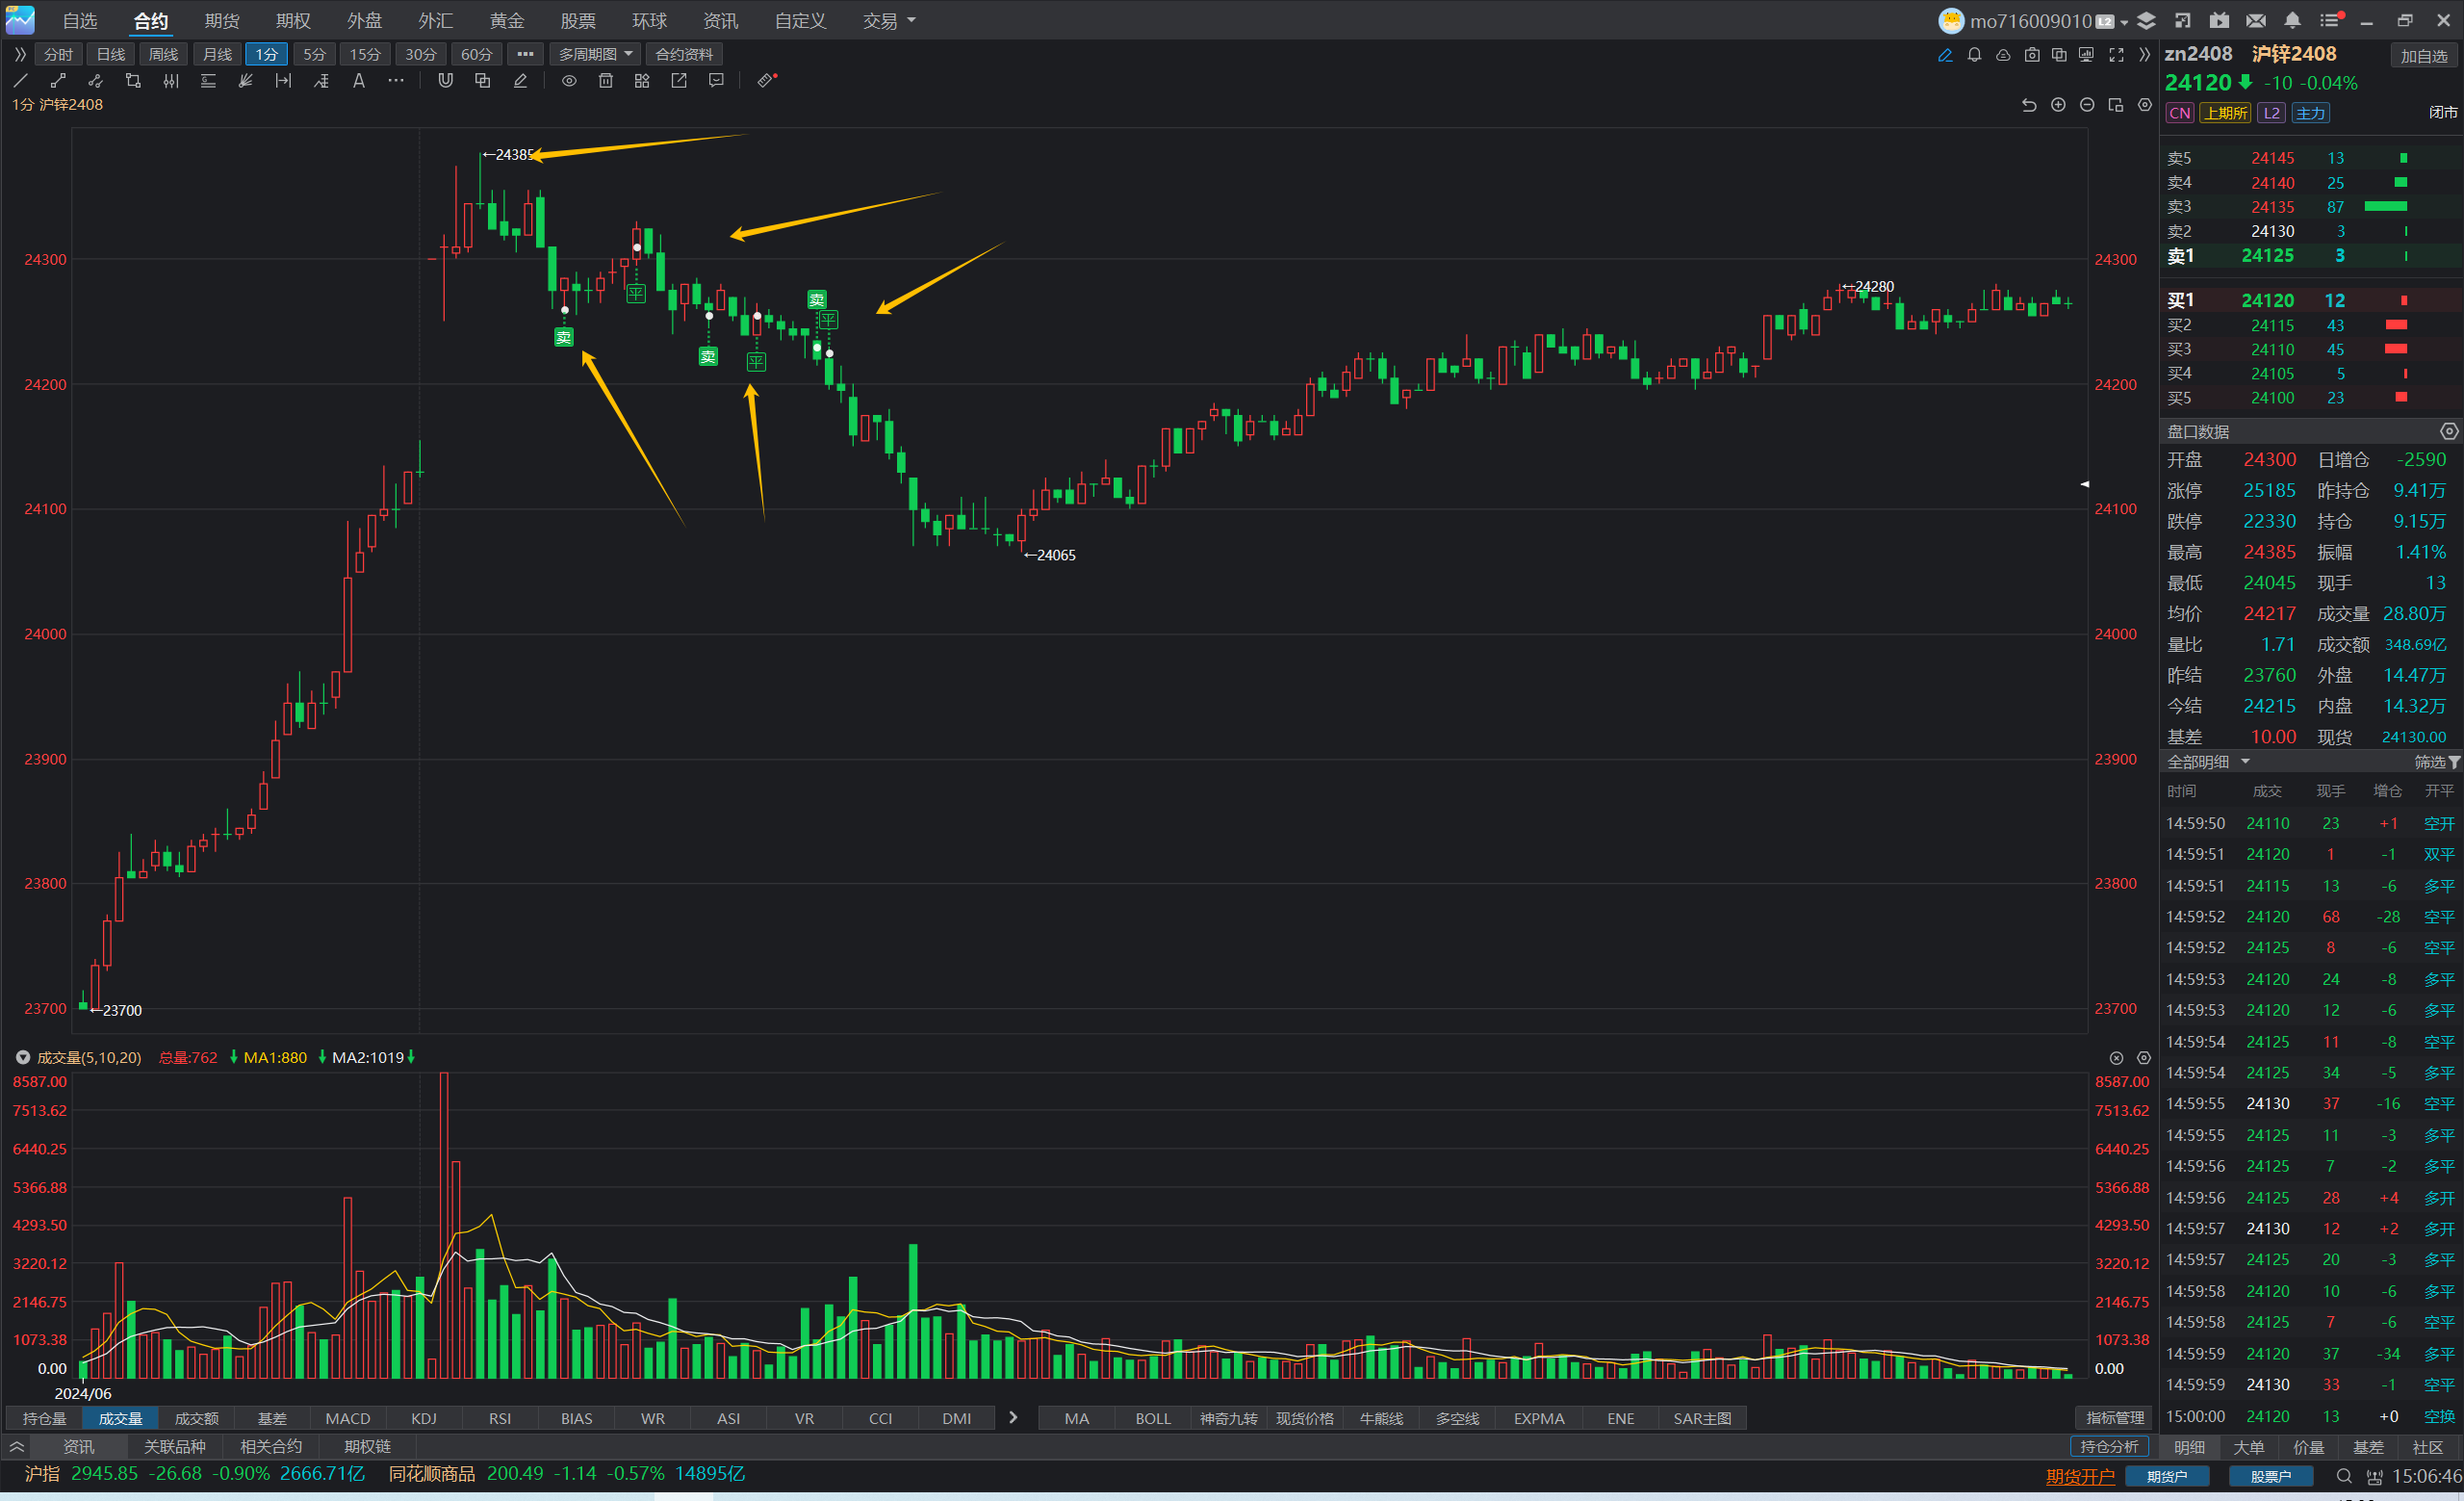 自选 合约 期货 期权 外盘 外汇 黄金 股票 环球 资讯 自定义 交易 mo716009010 L2
分时 日线 周线 月线 1分 5分 15分 30分 60分 ••• 多周期图 合约资料
1分 沪锌2408
←24385
卖
平
卖
平
卖
平
←24280
←24065
←23700
24300 24300
24200 24200
24100 24100
24000 24000
23900 23900
23800 23800
23700 23700
成交量(5,10,20) 总量:762 MA1:880 MA2:1019
8587.00 8587.00
7513.62 7513.62
6440.25 6440.25
5366.88 5366.88
4293.50 4293.50
3220.12 3220.12
2146.75 2146.75
1073.38 1073.38
0.00 0.00
2024/06
持仓量 成交量 成交额 基差 MACD KDJ RSI BIAS WR ASI VR CCI DMI MA BOLL 神奇九转 现货价格 牛熊线 多空线 EXPMA ENE SAR主图 指标管理
资讯 关联品种 相关合约 期权链 持仓分析
zn2408 沪锌2408 加自选
24120 -10 -0.04%
CN 上期所 L2 主力 闭市
卖5 24145 13
卖4 24140 25
卖3 24135 87
卖2 24130 3
卖1 24125 3
买1 24120 12
买2 24115 43
买3 24110 45
买4 24105 5
买5 24100 23
盘口数据
开盘 24300 日增仓 -2590
涨停 25185 昨持仓 9.41万
跌停 22330 持仓 9.15万
最高 24385 振幅 1.41%
最低 24045 现手 13
均价 24217 成交量 28.80万
量比 1.71 成交额 348.69亿
昨结 23760 外盘 14.47万
今结 24215 内盘 14.32万
基差 10.00 现货 24130.00
全部明细 筛选
时间 成交 现手 增仓 开平
14:59:50 24110 23 +1 空开
14:59:51 24120 1 -1 双平
14:59:51 24115 13 -6 多平
14:59:52 24120 68 -28 空平
14:59:52 24125 8 -6 空平
14:59:53 24120 24 -8 多平
14:59:53 24120 12 -6 多平
14:59:54 24125 11 -8 空平
14:59:54 24125 34 -5 多平
14:59:55 24130 37 -16 空平
14:59:55 24125 11 -3 多平
14:59:56 24125 7 -2 多平
14:59:56 24125 28 +4 多开
14:59:57 24130 12 +2 多开
14:59:57 24125 20 -3 多平
14:59:58 24120 10 -6 多平
14:59:58 24125 7 -6 空平
14:59:59 24120 37 -34 多平
14:59:59 24130 33 -1 空平
15:00:00 24120 13 +0 空换
明细 大单 价量 基差 社区
沪指 2945.85 -26.68 -0.90% 2666.71亿 同花顺商品 200.49 -1.14 -0.57% 14895亿 期货开户 期货户 股票户 15:06:46